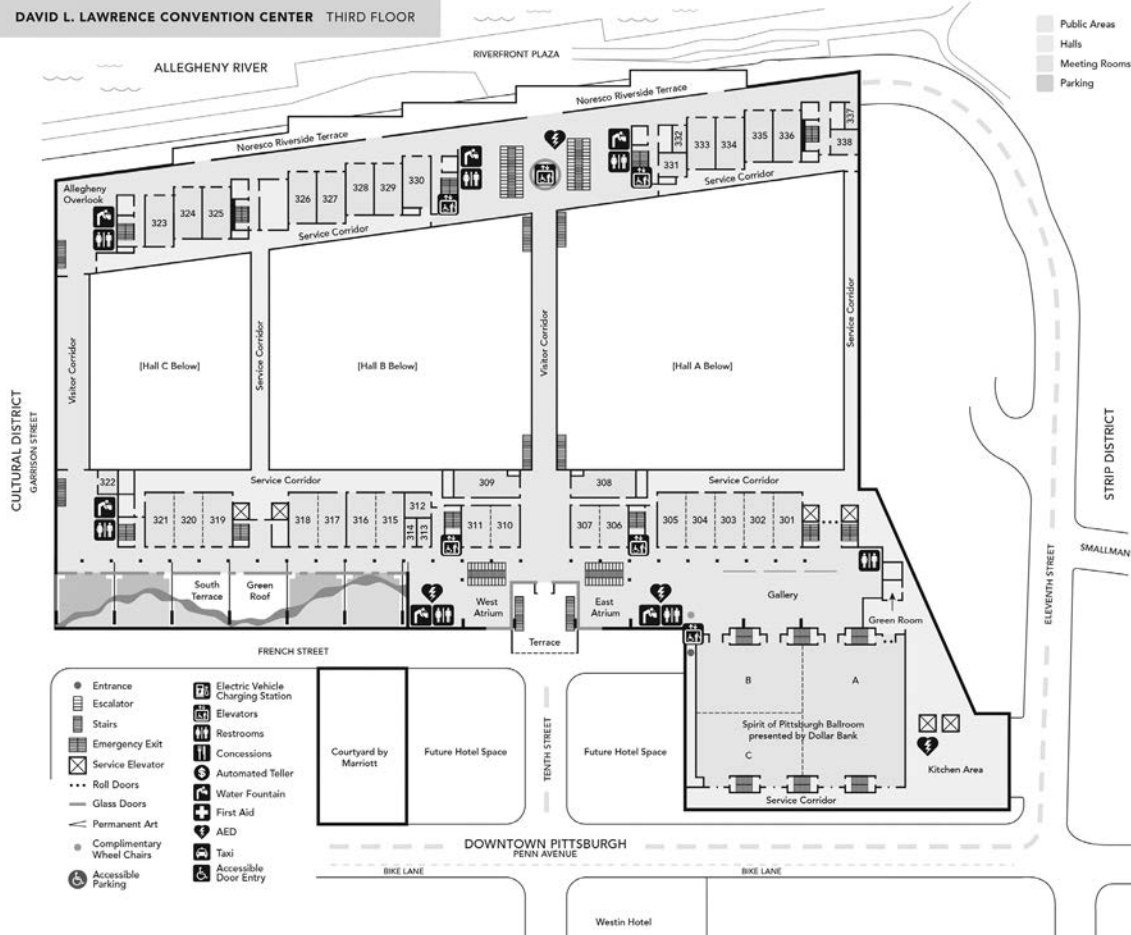 DAVID L. LAWRENCE CONVENTION CENTER THIRD FLOOR
Public Areas
Halls
Meeting Rooms
Parking
RIVERFRONT PLAZA
ALLEGHENY RIVER
Noresco Riverside Terrace
Noresco Riverside Terrace
Allegheny
Overlook
323
324
325
326
327
328
329
330
331
332
333
334
335
336
337
338
Service Corridor
Service Corridor
Visitor Corridor
[Hall C Below]
Service Corridor
[Hall B Below]
Visitor Corridor
[Hall A Below]
Service Corridor
CULTURAL DISTRICT
GARRISON STREET
STRIP DISTRICT
ELEVENTH STREET
SMALLMAN
322
Service Corridor
309
308
Service Corridor
321
320
319
318
317
316
315
312
314
313
311
310
307
306
305
304
303
302
301
South
Terrace
Green
Roof
West
Atrium
East
Atrium
Terrace
Gallery
Green Room
B
A
Spirit of Pittsburgh Ballroom
presented by Dollar Bank
C
Kitchen Area
Service Corridor
FRENCH STREET
Entrance
Escalator
Stairs
Emergency Exit
Service Elevator
Roll Doors
Glass Doors
Permanent Art
Complimentary
Wheel Chairs
Accessible
Parking
Electric Vehicle
Charging Station
Elevators
Restrooms
Concessions
Automated Teller
Water Fountain
First Aid
AED
Taxi
Accessible
Door Entry
Courtyard by
Marriott
Future Hotel Space
TENTH STREET
Future Hotel Space
DOWNTOWN PITTSBURGH
PENN AVENUE
BIKE LANE
BIKE LANE
Westin Hotel